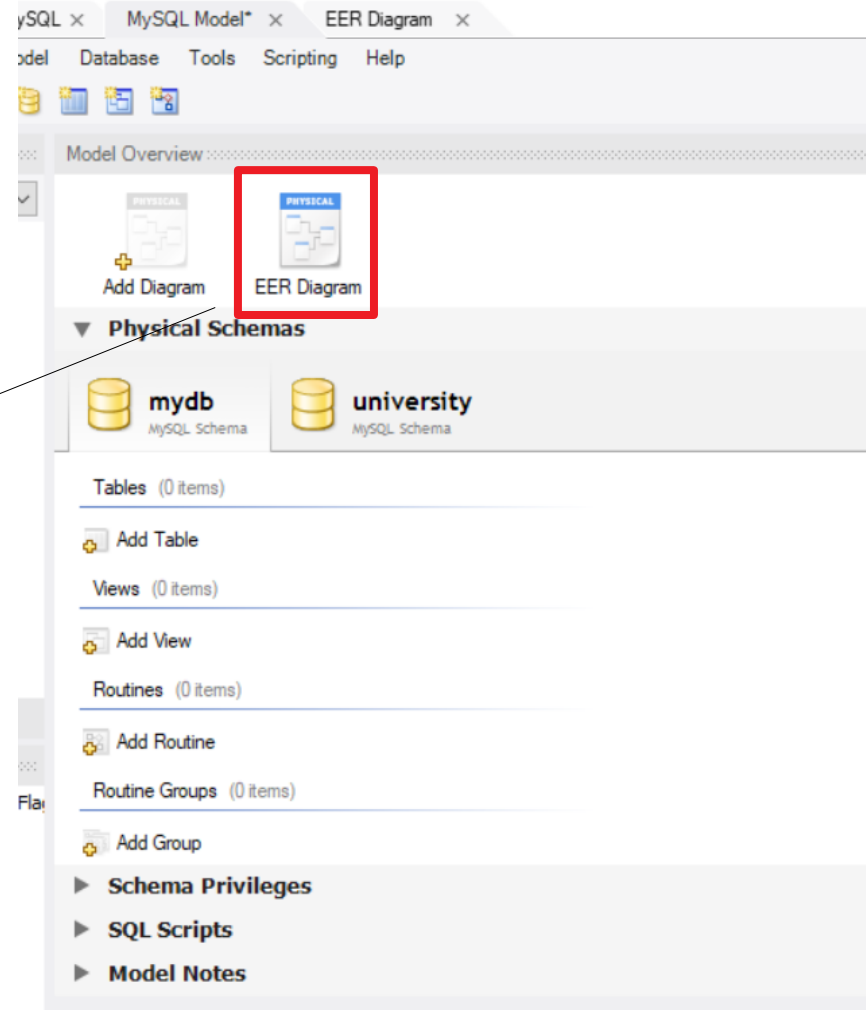 ySQL × MySQL Model* × EER Diagram ×
odel Database Tools Scripting Help
Model Overview
PHYSICAL PHYSICAL
Add Diagram EER Diagram
Physical Schemas
mydb university
MySQL Schema MySQL Schema
Tables (0 items)
Add Table
Views (0 items)
Add View
Routines (0 items)
Add Routine
Routine Groups (0 items)
Flag
Add Group
Schema Privileges
SQL Scripts
Model Notes